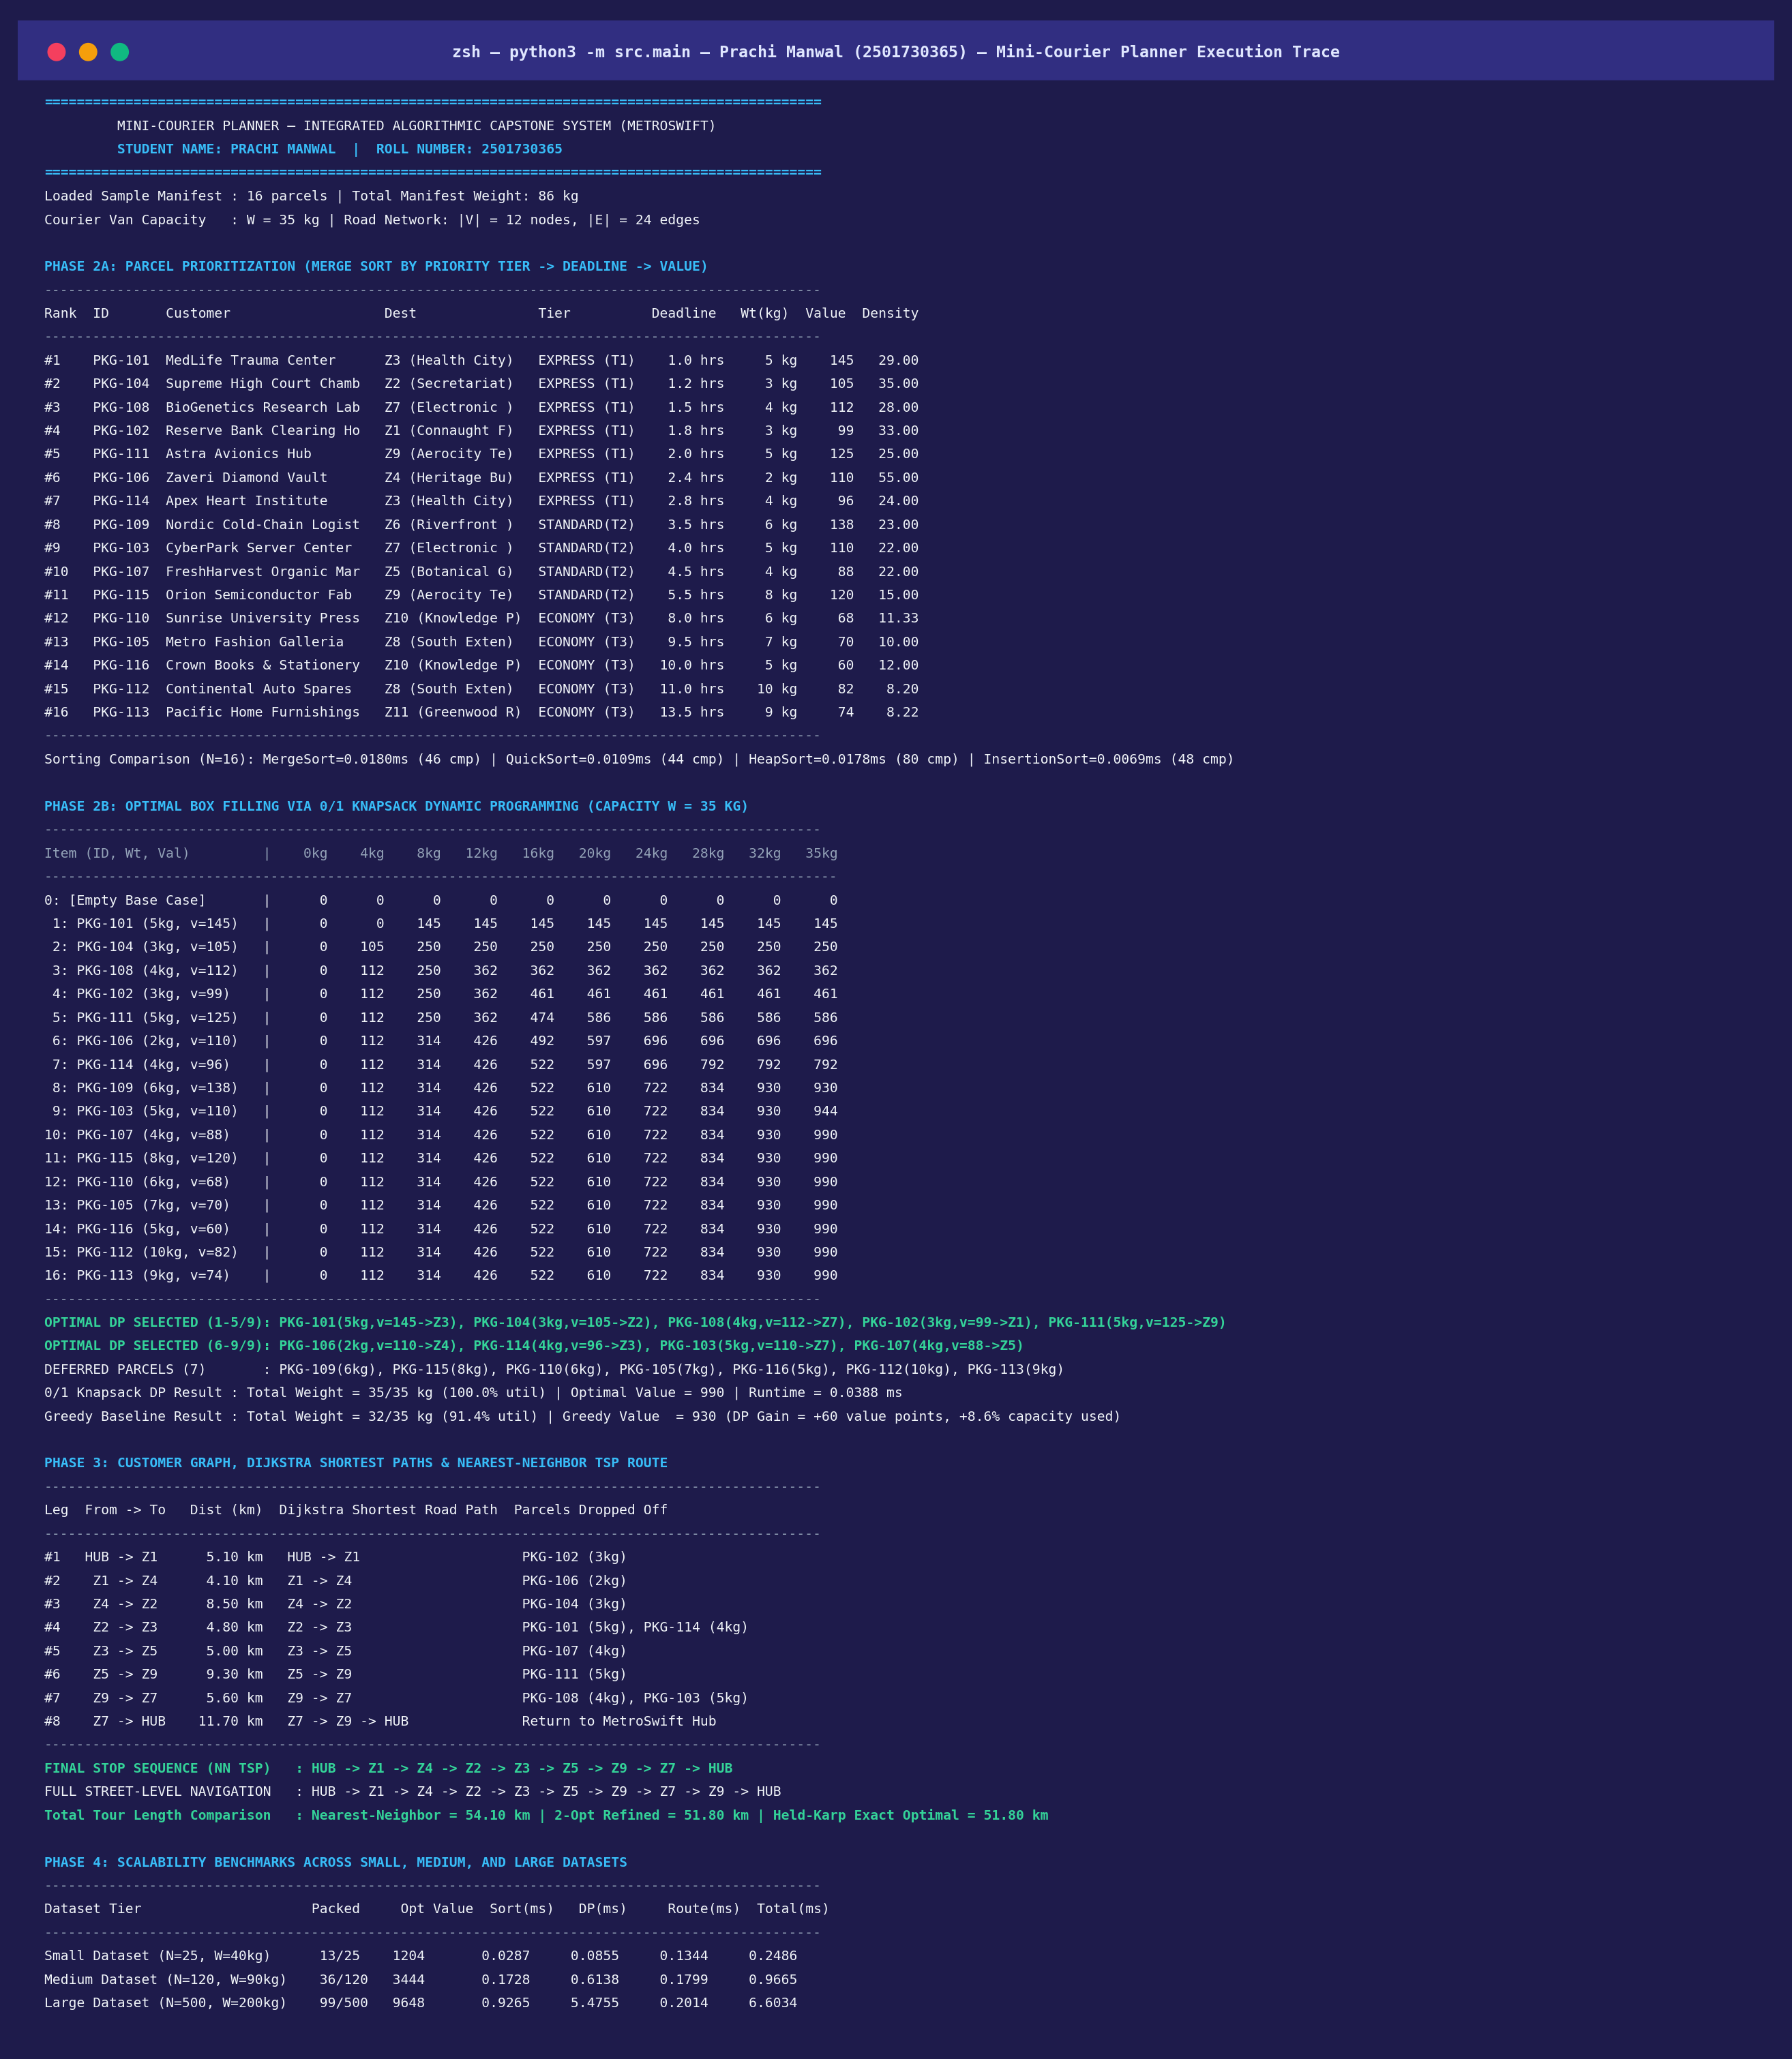 zsh — python3 -m src.main — Prachi Manwal (2501730365) — Mini-Courier Planner Execution Trace
================================================================================================
MINI-COURIER PLANNER — INTEGRATED ALGORITHMIC CAPSTONE SYSTEM (METROSWIFT)
STUDENT NAME: PRACHI MANWAL  |  ROLL NUMBER: 2501730365
================================================================================================
Loaded Sample Manifest : 16 parcels | Total Manifest Weight: 86 kg
Courier Van Capacity   : W = 35 kg | Road Network: |V| = 12 nodes, |E| = 24 edges
PHASE 2A: PARCEL PRIORITIZATION (MERGE SORT BY PRIORITY TIER -> DEADLINE -> VALUE)
------------------------------------------------------------------------------------------------
Rank  ID       Customer                   Dest               Tier          Deadline   Wt(kg)  Value  Density
------------------------------------------------------------------------------------------------
#1    PKG-101  MedLife Trauma Center      Z3 (Health City)   EXPRESS (T1)    1.0 hrs     5 kg    145   29.00
#2    PKG-104  Supreme High Court Chamb   Z2 (Secretariat)   EXPRESS (T1)    1.2 hrs     3 kg    105   35.00
#3    PKG-108  BioGenetics Research Lab   Z7 (Electronic )   EXPRESS (T1)    1.5 hrs     4 kg    112   28.00
#4    PKG-102  Reserve Bank Clearing Ho   Z1 (Connaught F)   EXPRESS (T1)    1.8 hrs     3 kg     99   33.00
#5    PKG-111  Astra Avionics Hub         Z9 (Aerocity Te)   EXPRESS (T1)    2.0 hrs     5 kg    125   25.00
#6    PKG-106  Zaveri Diamond Vault       Z4 (Heritage Bu)   EXPRESS (T1)    2.4 hrs     2 kg    110   55.00
#7    PKG-114  Apex Heart Institute       Z3 (Health City)   EXPRESS (T1)    2.8 hrs     4 kg     96   24.00
#8    PKG-109  Nordic Cold-Chain Logist   Z6 (Riverfront )   STANDARD(T2)    3.5 hrs     6 kg    138   23.00
#9    PKG-103  CyberPark Server Center    Z7 (Electronic )   STANDARD(T2)    4.0 hrs     5 kg    110   22.00
#10   PKG-107  FreshHarvest Organic Mar   Z5 (Botanical G)   STANDARD(T2)    4.5 hrs     4 kg     88   22.00
#11   PKG-115  Orion Semiconductor Fab    Z9 (Aerocity Te)   STANDARD(T2)    5.5 hrs     8 kg    120   15.00
#12   PKG-110  Sunrise University Press   Z10 (Knowledge P)  ECONOMY (T3)    8.0 hrs     6 kg     68   11.33
#13   PKG-105  Metro Fashion Galleria     Z8 (South Exten)   ECONOMY (T3)    9.5 hrs     7 kg     70   10.00
#14   PKG-116  Crown Books & Stationery   Z10 (Knowledge P)  ECONOMY (T3)   10.0 hrs     5 kg     60   12.00
#15   PKG-112  Continental Auto Spares    Z8 (South Exten)   ECONOMY (T3)   11.0 hrs    10 kg     82    8.20
#16   PKG-113  Pacific Home Furnishings   Z11 (Greenwood R)  ECONOMY (T3)   13.5 hrs     9 kg     74    8.22
------------------------------------------------------------------------------------------------
Sorting Comparison (N=16): MergeSort=0.0180ms (46 cmp) | QuickSort=0.0109ms (44 cmp) | HeapSort=0.0178ms (80 cmp) | InsertionSort=0.0069ms (48 cmp)
PHASE 2B: OPTIMAL BOX FILLING VIA 0/1 KNAPSACK DYNAMIC PROGRAMMING (CAPACITY W = 35 KG)
------------------------------------------------------------------------------------------------
Item (ID, Wt, Val)         |    0kg    4kg    8kg   12kg   16kg   20kg   24kg   28kg   32kg   35kg
--------------------------------------------------------------------------------------------------
0: [Empty Base Case]       |      0      0      0      0      0      0      0      0      0      0
1: PKG-101 (5kg, v=145)   |      0      0    145    145    145    145    145    145    145    145
2: PKG-104 (3kg, v=105)   |      0    105    250    250    250    250    250    250    250    250
3: PKG-108 (4kg, v=112)   |      0    112    250    362    362    362    362    362    362    362
4: PKG-102 (3kg, v=99)    |      0    112    250    362    461    461    461    461    461    461
5: PKG-111 (5kg, v=125)   |      0    112    250    362    474    586    586    586    586    586
6: PKG-106 (2kg, v=110)   |      0    112    314    426    492    597    696    696    696    696
7: PKG-114 (4kg, v=96)    |      0    112    314    426    522    597    696    792    792    792
8: PKG-109 (6kg, v=138)   |      0    112    314    426    522    610    722    834    930    930
9: PKG-103 (5kg, v=110)   |      0    112    314    426    522    610    722    834    930    944
10: PKG-107 (4kg, v=88)    |      0    112    314    426    522    610    722    834    930    990
11: PKG-115 (8kg, v=120)   |      0    112    314    426    522    610    722    834    930    990
12: PKG-110 (6kg, v=68)    |      0    112    314    426    522    610    722    834    930    990
13: PKG-105 (7kg, v=70)    |      0    112    314    426    522    610    722    834    930    990
14: PKG-116 (5kg, v=60)    |      0    112    314    426    522    610    722    834    930    990
15: PKG-112 (10kg, v=82)   |      0    112    314    426    522    610    722    834    930    990
16: PKG-113 (9kg, v=74)    |      0    112    314    426    522    610    722    834    930    990
------------------------------------------------------------------------------------------------
OPTIMAL DP SELECTED (1-5/9): PKG-101(5kg,v=145->Z3), PKG-104(3kg,v=105->Z2), PKG-108(4kg,v=112->Z7), PKG-102(3kg,v=99->Z1), PKG-111(5kg,v=125->Z9)
OPTIMAL DP SELECTED (6-9/9): PKG-106(2kg,v=110->Z4), PKG-114(4kg,v=96->Z3), PKG-103(5kg,v=110->Z7), PKG-107(4kg,v=88->Z5)
DEFERRED PARCELS (7)       : PKG-109(6kg), PKG-115(8kg), PKG-110(6kg), PKG-105(7kg), PKG-116(5kg), PKG-112(10kg), PKG-113(9kg)
0/1 Knapsack DP Result : Total Weight = 35/35 kg (100.0% util) | Optimal Value = 990 | Runtime = 0.0388 ms
Greedy Baseline Result : Total Weight = 32/35 kg (91.4% util) | Greedy Value  = 930 (DP Gain = +60 value points, +8.6% capacity used)
PHASE 3: CUSTOMER GRAPH, DIJKSTRA SHORTEST PATHS & NEAREST-NEIGHBOR TSP ROUTE
------------------------------------------------------------------------------------------------
Leg  From -> To   Dist (km)  Dijkstra Shortest Road Path  Parcels Dropped Off
------------------------------------------------------------------------------------------------
#1   HUB -> Z1      5.10 km   HUB -> Z1                    PKG-102 (3kg)
#2    Z1 -> Z4      4.10 km   Z1 -> Z4                     PKG-106 (2kg)
#3    Z4 -> Z2      8.50 km   Z4 -> Z2                     PKG-104 (3kg)
#4    Z2 -> Z3      4.80 km   Z2 -> Z3                     PKG-101 (5kg), PKG-114 (4kg)
#5    Z3 -> Z5      5.00 km   Z3 -> Z5                     PKG-107 (4kg)
#6    Z5 -> Z9      9.30 km   Z5 -> Z9                     PKG-111 (5kg)
#7    Z9 -> Z7      5.60 km   Z9 -> Z7                     PKG-108 (4kg), PKG-103 (5kg)
#8    Z7 -> HUB    11.70 km   Z7 -> Z9 -> HUB              Return to MetroSwift Hub
------------------------------------------------------------------------------------------------
FINAL STOP SEQUENCE (NN TSP)   : HUB -> Z1 -> Z4 -> Z2 -> Z3 -> Z5 -> Z9 -> Z7 -> HUB
FULL STREET-LEVEL NAVIGATION   : HUB -> Z1 -> Z4 -> Z2 -> Z3 -> Z5 -> Z9 -> Z7 -> Z9 -> HUB
Total Tour Length Comparison   : Nearest-Neighbor = 54.10 km | 2-Opt Refined = 51.80 km | Held-Karp Exact Optimal = 51.80 km
PHASE 4: SCALABILITY BENCHMARKS ACROSS SMALL, MEDIUM, AND LARGE DATASETS
------------------------------------------------------------------------------------------------
Dataset Tier                     Packed     Opt Value  Sort(ms)   DP(ms)     Route(ms)  Total(ms)
------------------------------------------------------------------------------------------------
Small Dataset (N=25, W=40kg)      13/25    1204       0.0287     0.0855     0.1344     0.2486
Medium Dataset (N=120, W=90kg)    36/120   3444       0.1728     0.6138     0.1799     0.9665
Large Dataset (N=500, W=200kg)    99/500   9648       0.9265     5.4755     0.2014     6.6034